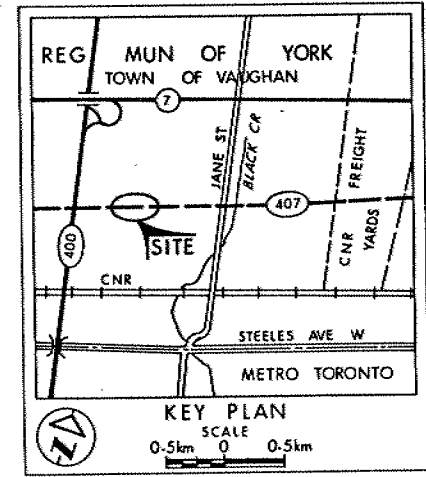 REG MUN OF YORK
TOWN OF VAUGHAN
7
JANE ST
BLACK CR
FREIGHT
CNR YARDS
407
400
SITE
CNR
STEELES AVE W
METRO TORONTO
KEY PLAN
SCALE
0·5km 0 0·5km
N